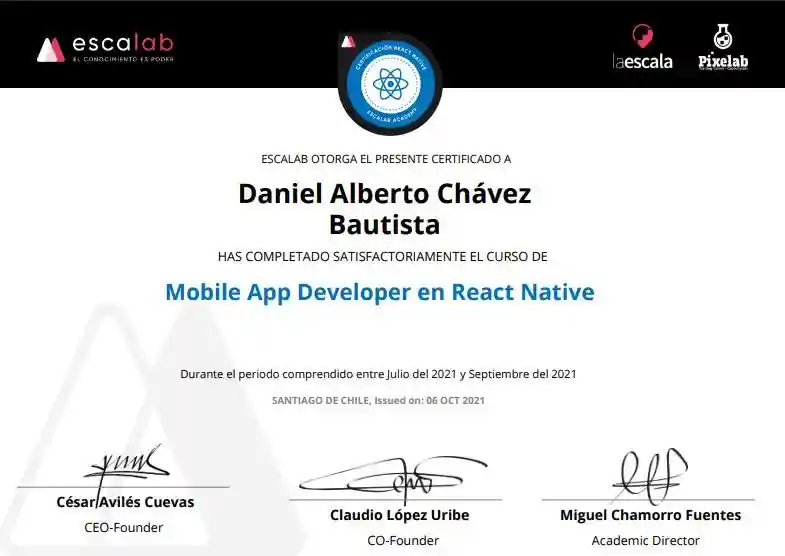 escalab
EL CONOCIMIENTO ES PODER
CERTIFICACIÓN REACT NATIVE
ESCALAB ACADEMY
laescala
Pixelab
ESCALAB OTORGA EL PRESENTE CERTIFICADO A
Daniel Alberto Chávez
Bautista
HAS COMPLETADO SATISFACTORIAMENTE EL CURSO DE
Mobile App Developer en React Native
Durante el periodo comprendido entre Julio del 2021 y Septiembre del 2021
SANTIAGO DE CHILE, Issued on: 06 OCT 2021
César Avilés Cuevas
CEO-Founder
Claudio López Uribe
CO-Founder
Miguel Chamorro Fuentes
Academic Director